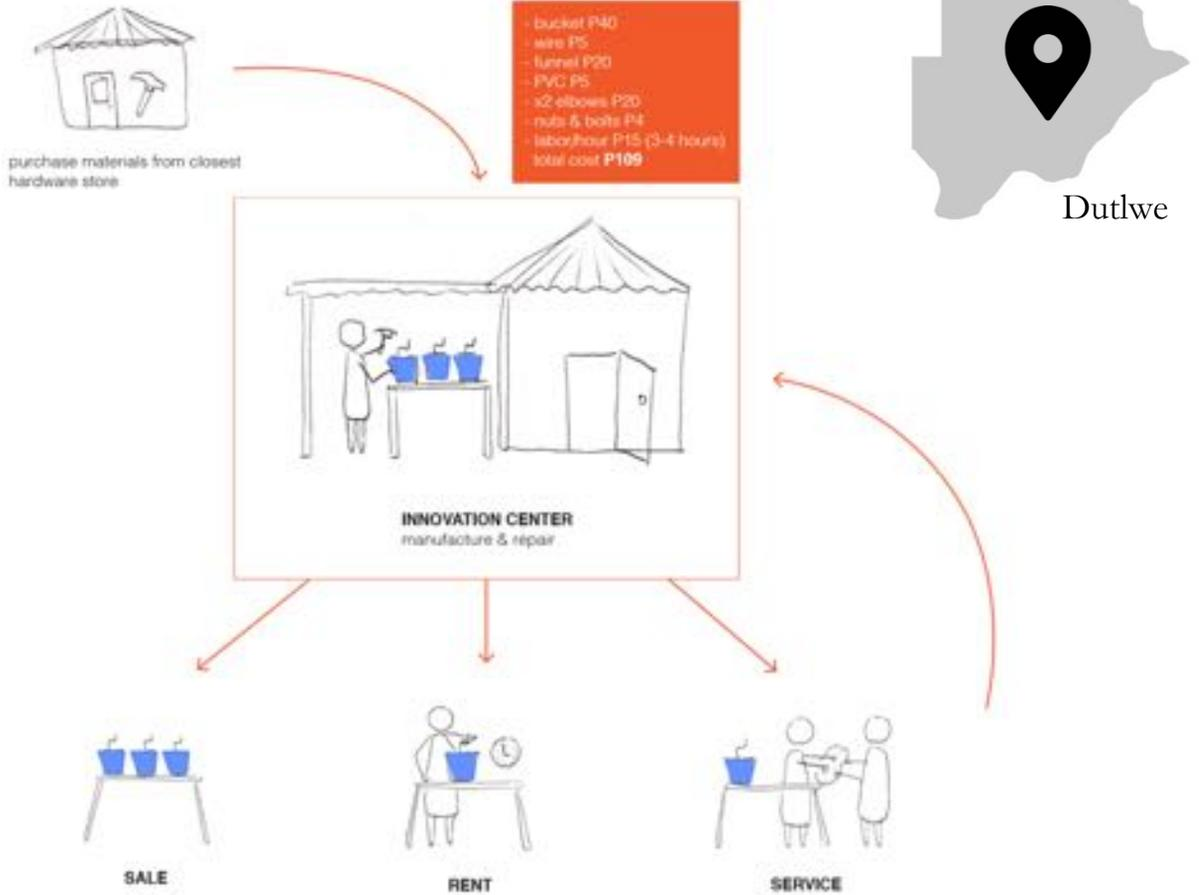 - bucket P40
- wire P5
- funnel P20
- PVC P5
- x2 elbows P20
- nuts & bolts P4
- labor/hour P15 (3-4 hours)
total cost P109
purchase materials from closest
hardware store
Dutlwe
INNOVATION CENTER
manufacture & repair
SALE
RENT
SERVICE